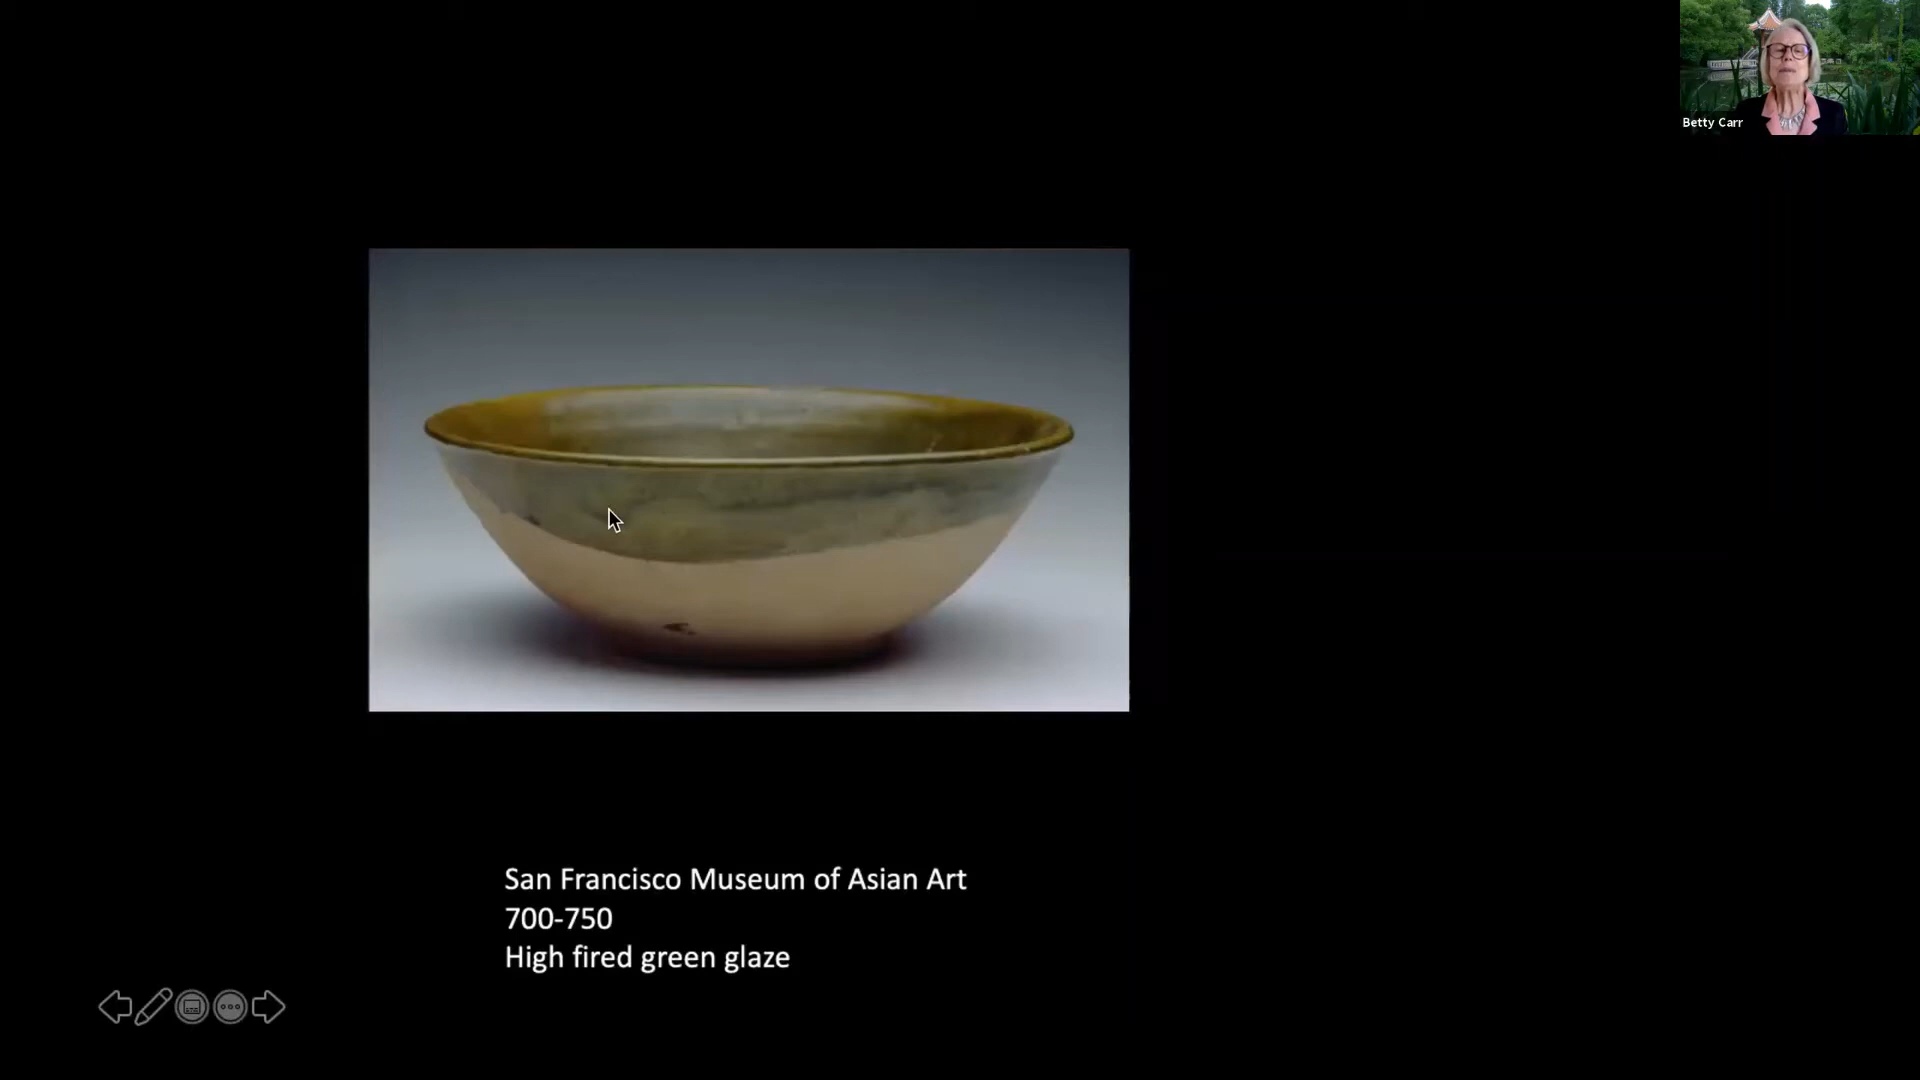 Betty Carr
San Francisco Museum of Asian Art
700-750
High fired green glaze